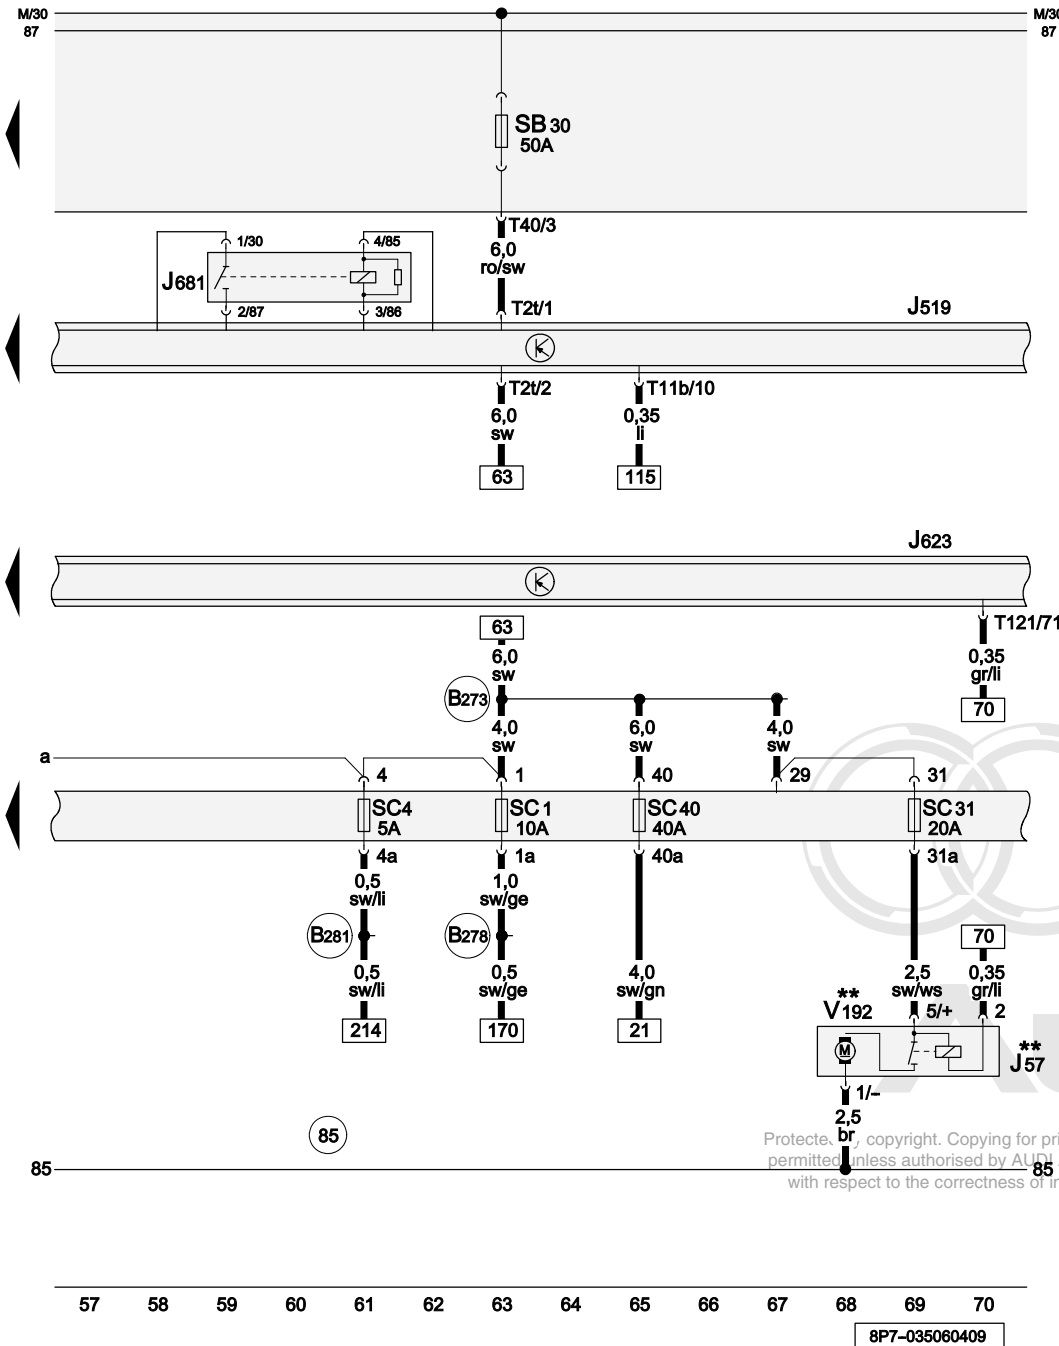 M/30
87
M/30
87
SB 30
50A
T40/3
6,0
ro/sw
1/30
4/85
J681
2/87
3/86
T2t/1
J519
T2t/2
6,0
sw
63
T11b/10
0,35
li
115
J623
63
6,0
sw
T121/71
0,35
gr/li
70
B273
4,0
sw
6,0
sw
4,0
sw
a
4
1
40
29
31
SC4
5A
SC1
10A
SC40
40A
SC31
20A
4a
1a
40a
31a
0,5
sw/li
1,0
sw/ge
B281
B278
70
0,5
sw/li
0,5
sw/ge
4,0
sw/gn
2,5
sw/ws
0,35
gr/li
214
170
21
**
V192
5/+
2
M
**
J57
1/–
2,5
br
85
85
85
copyright. Copying for
permitted unless authorised by AUDI
with respect to the correctness of
57 58 59 60 61 62 63 64 65 66 67 68 69 70
8P7–035060409